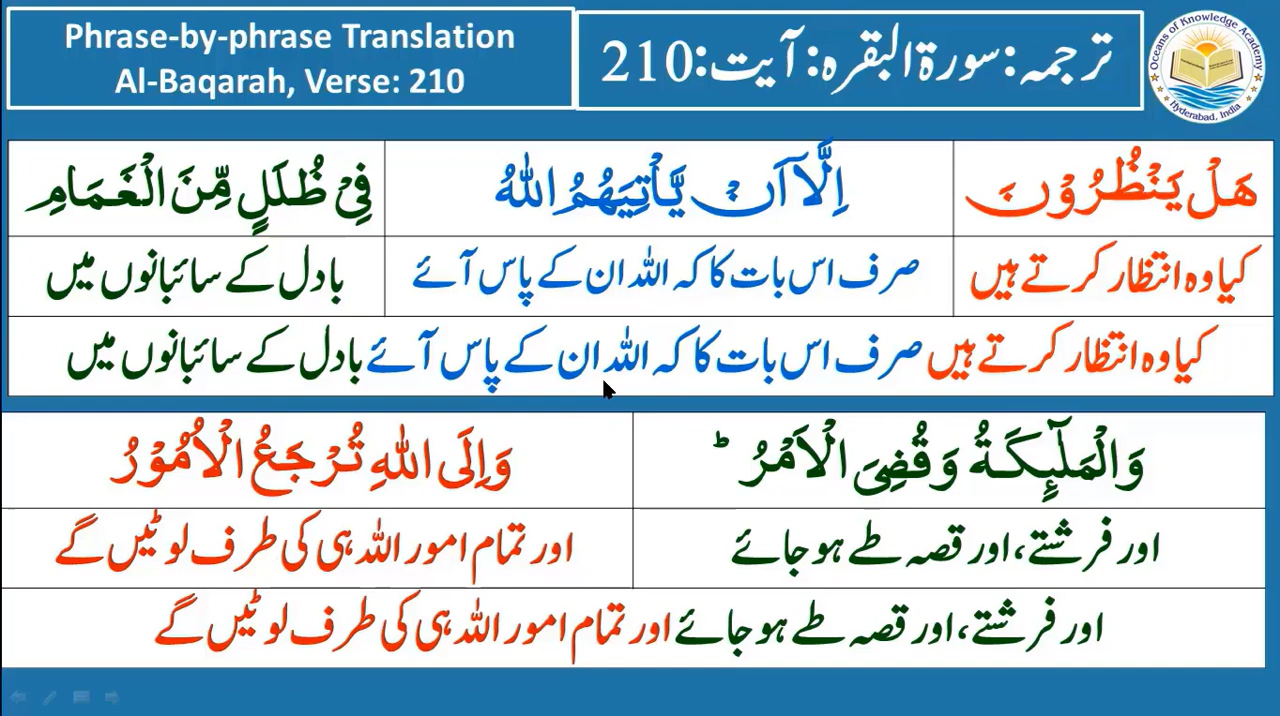 Phrase-by-phrase Translation
Al-Baqarah, Verse: 210
ترجمہ: سورۃ البقرہ: آیت: 210
Oceans of Knowledge Academy
Hyderabad, India
هَلْ يَنْظُرُوْنَ اِلَّاۤ اَنْ يَّاْتِيَهُمُ اللّٰهُ فِيْ ظُلَلٍ مِّنَ الْغَمَامِ
کیا وہ انتظار کرتے ہیں صرف اس بات کا کہ اللہ ان کے پاس آئے بادل کے سائبانوں میں
کیا وہ انتظار کرتے ہیں صرف اس بات کا کہ اللہ ان کے پاس آئے بادل کے سائبانوں میں
وَالْمَلٰٓىِٕكَةُ وَقُضِيَ الْاَمْرُ ؕ وَاِلَى اللّٰهِ تُرْجَعُ الْاُمُوْرُ
اور فرشتے، اور قصہ طے ہو جائے اور تمام امور اللہ ہی کی طرف لوٹیں گے
اور فرشتے، اور قصہ طے ہو جائے اور تمام امور اللہ ہی کی طرف لوٹیں گے